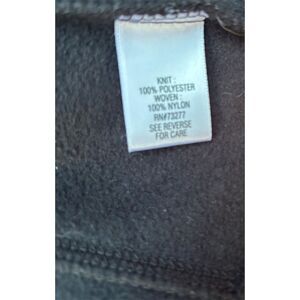 KNIT :
100% POLYESTER
WOVEN :
100% NYLON
RN#73277
SEE REVERSE
FOR CARE